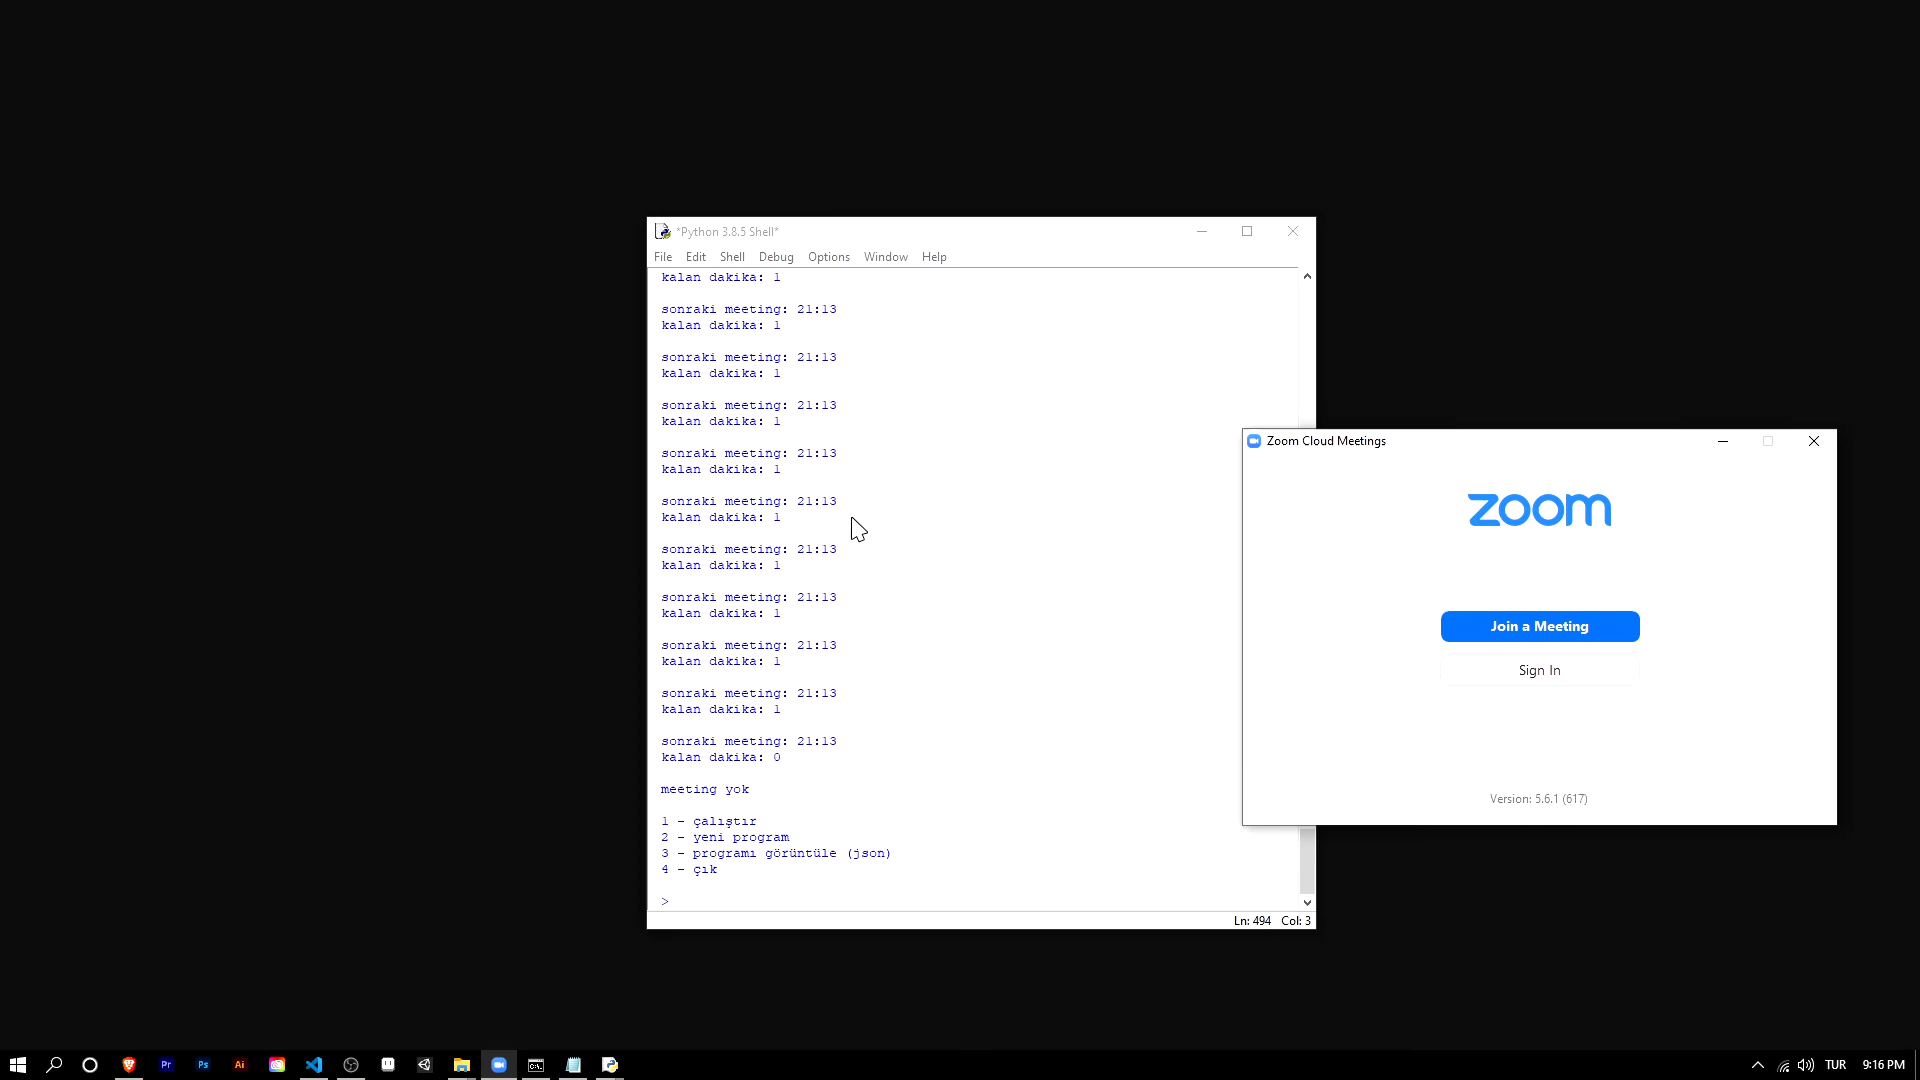 *Python 3.8.5 Shell*
File Edit Shell Debug Options Window Help
kalan dakika: 1
sonraki meeting: 21:13
kalan dakika: 1
sonraki meeting: 21:13
kalan dakika: 1
sonraki meeting: 21:13
kalan dakika: 1
sonraki meeting: 21:13
kalan dakika: 1
sonraki meeting: 21:13
kalan dakika: 1
sonraki meeting: 21:13
kalan dakika: 1
sonraki meeting: 21:13
kalan dakika: 1
sonraki meeting: 21:13
kalan dakika: 1
sonraki meeting: 21:13
kalan dakika: 1
sonraki meeting: 21:13
kalan dakika: 0
meeting yok
1 - çalıştır
2 - yeni program
3 - programı görüntüle (json)
4 - çık
>
Ln: 494 Col: 3
Zoom Cloud Meetings
zoom
Join a Meeting
Sign In
Version: 5.6.1 (617)
Pr Ps Ai
C:\.
TUR 9:16 PM